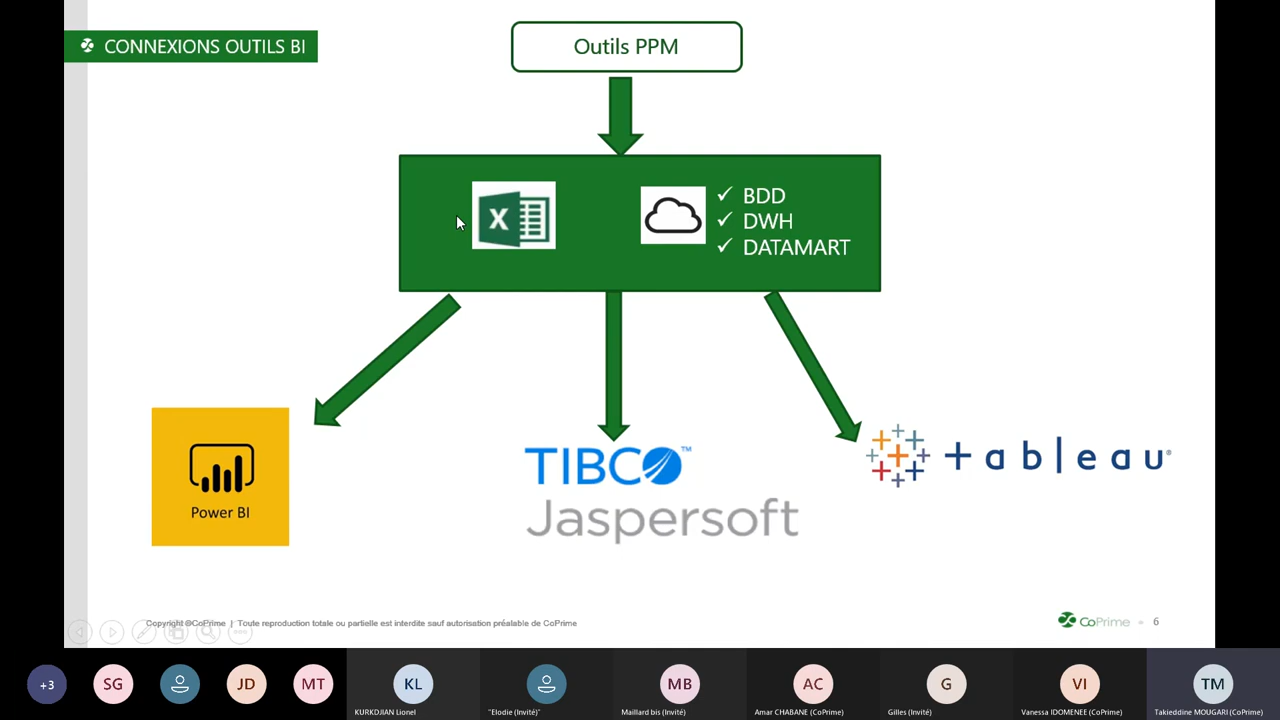 CONNEXIONS OUTILS BI
Outils PPM
X
✓ BDD
✓ DWH
✓ DATAMART
Power BI
TIBCO™
Jaspersoft
+ableau®
Copyright ©CoPrime | Toute reproduction totale ou partielle est interdite sauf autorisation préalable de CoPrime
CoPrime 6
+3 SG JD MT KL MB AC G VI TM
KURKDJIAN Lionel "Elodie (Invité)" Maillard bis (Invité) Amar CHABANE (CoPrime) Gilles (Invité) Vanessa IDOMENEE (CoPrime) Takieddine MOUGARI (CoPrime)